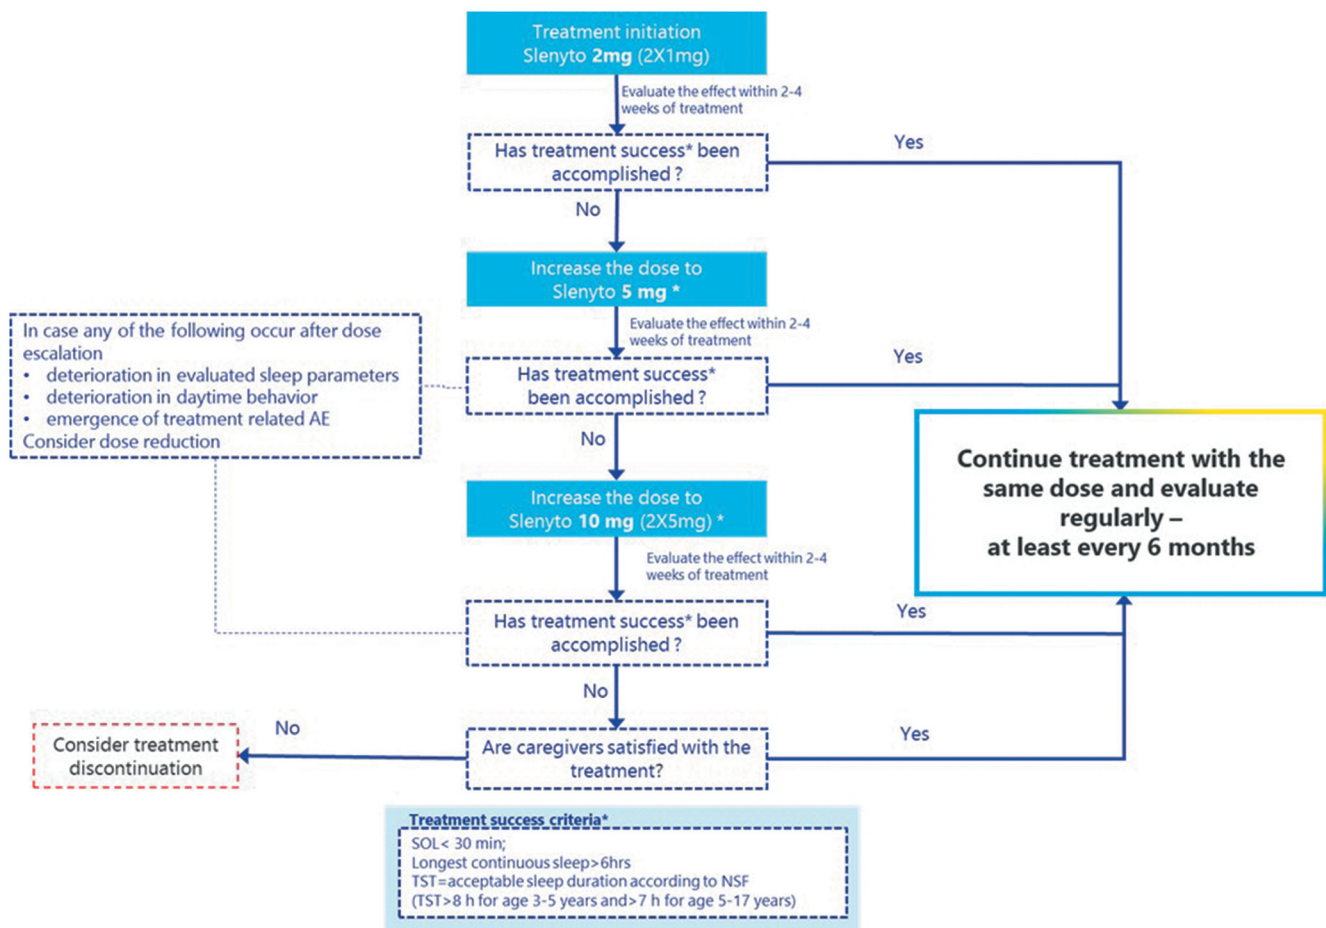 Treatment initiation
Slenyto 2mg (2X1mg)
Evaluate the effect within 2-4
weeks of treatment
Has treatment success* been
accomplished ?
Yes
No
Increase the dose to
Slenyto 5 mg *
Evaluate the effect within 2-4
weeks of treatment
In case any of the following occur after dose
escalation
• deterioration in evaluated sleep parameters
• deterioration in daytime behavior
• emergence of treatment related AE
Consider dose reduction
Has treatment success*
been accomplished ?
Yes
No
Continue treatment with the
same dose and evaluate
regularly –
at least every 6 months
Increase the dose to
Slenyto 10 mg (2X5mg) *
Evaluate the effect within 2-4
weeks of treatment
Has treatment success* been
accomplished ?
Yes
No
Are caregivers satisfied with the
treatment?
Yes
No
Consider treatment
discontinuation
Treatment success criteria*
SOL< 30 min;
Longest continuous sleep>6hrs
TST=acceptable sleep duration according to NSF
(TST>8 h for age 3-5 years and>7 h for age 5-17 years)